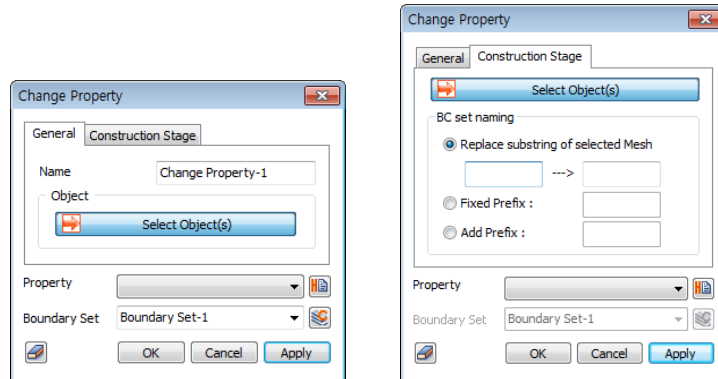 Change Property
General Construction Stage
Name Change Property-1
Object
Select Object(s)
Property
Boundary Set Boundary Set-1
OK Cancel Apply
Change Property
General Construction Stage
Select Object(s)
BC set naming
Replace substring of selected Mesh
--->
Fixed Prefix :
Add Prefix :
Property
Boundary Set Boundary Set-1
OK Cancel Apply